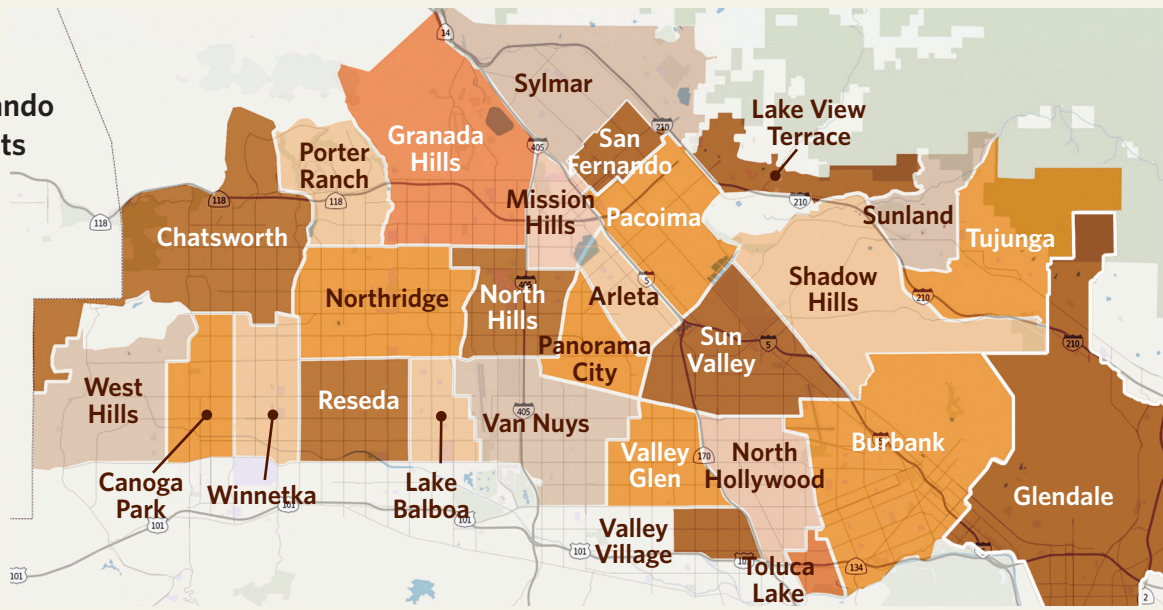 ando
ts
14
Sylmar
Lake View
Terrace
San
Fernando
210
Granada
Hills
405
Porter
Ranch
118
118
118
Mission
Hills
Pacoima
210
Sunland
Chatsworth
Tujunga
Northridge
405
North
Hills
Arleta
5
Shadow
Hills
210
Panorama
City
Sun
Valley
5
210
West
Hills
Reseda
Van Nuys
405
Valley
Glen
170
North
Hollywood
5
Burbank
Canoga
Park
Winnetka
Lake
Balboa
Glendale
101
101
101
101
Valley
Village
101
Toluca
Lake
134
5
2